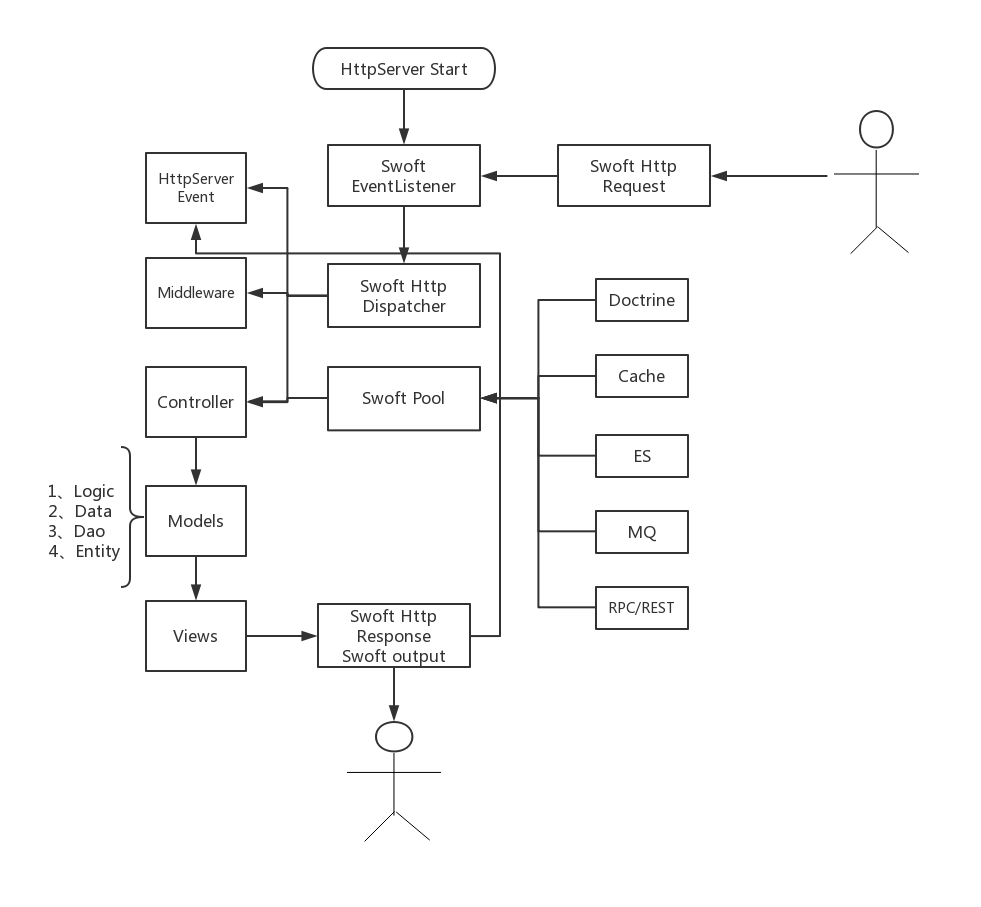 HttpServer Start
Swoft
EventListener
Swoft Http
Request
HttpServer
Event
Middleware
Swoft Http
Dispatcher
Doctrine
Cache
Controller
Swoft Pool
ES
1、Logic
2、Data
3、Dao
4、Entity
Models
MQ
RPC/REST
Views
Swoft Http
Response
Swoft output